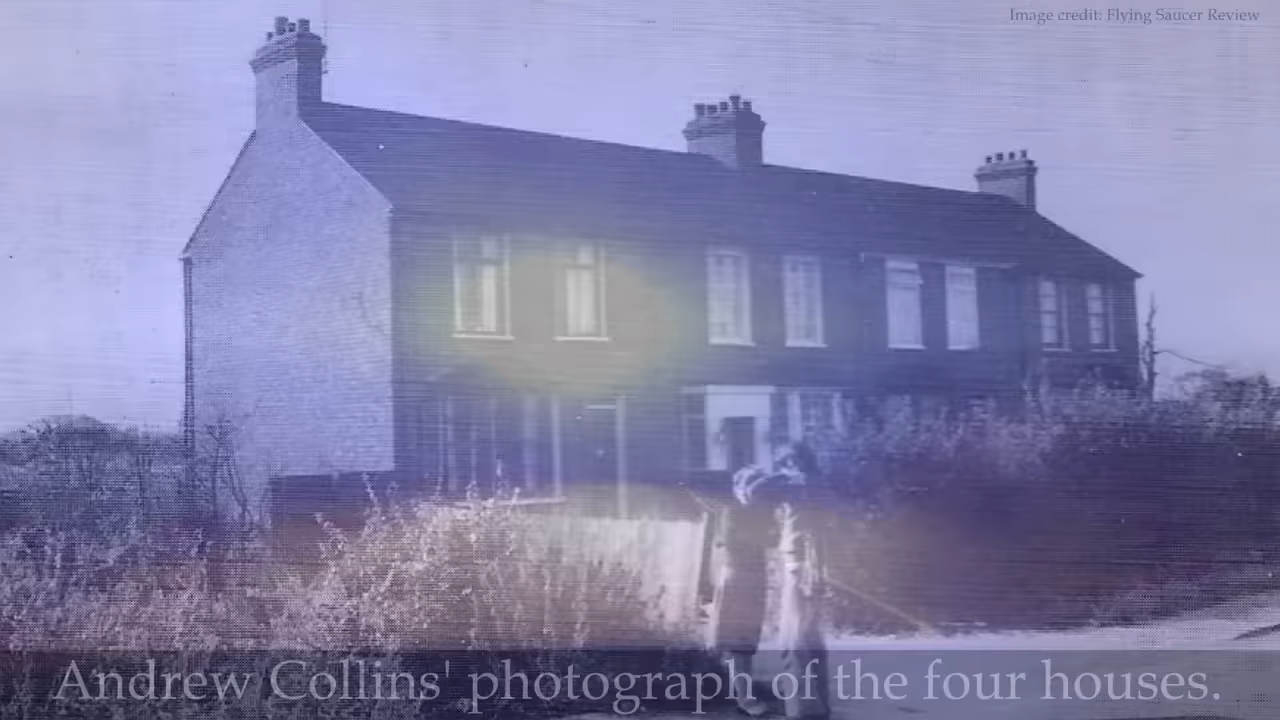 Image credit: Flying Saucer Review
Andrew Collins' photograph of the four houses.